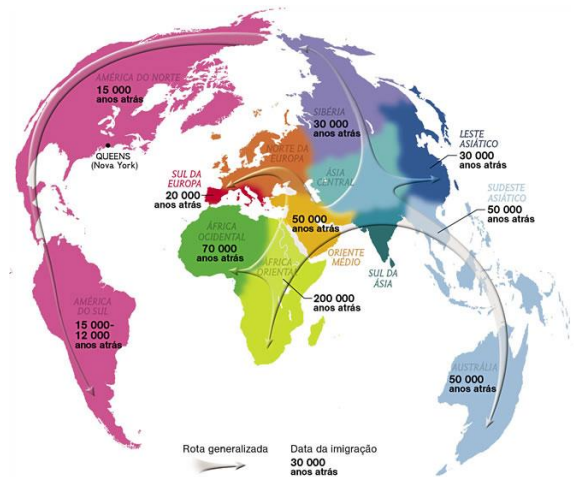 AMÉRICA DO NORTE
15 000
anos atrás
QUEENS
(Nova York)
SIBÉRIA
30 000
anos atrás
LESTE
ASIÁTICO
30 000
anos atrás
NORTE DA
EUROPA
SUL DA
EUROPA
20 000
anos atrás
ÁSIA
CENTRAL
SUDESTE
ASIÁTICO
50 000
anos atrás
50 000
anos atrás
ORIENTE
MÉDIO
SUL DA
ÁSIA
ÁFRICA
OCIDENTAL
70 000
anos atrás
ÁFRICA
ORIENTAL
200 000
anos atrás
AMÉRICA
DO SUL
15 000-
12 000
anos atrás
AUSTRÁLIA
50 000
anos atrás
Rota generalizada
Data da imigração
30 000
anos atrás